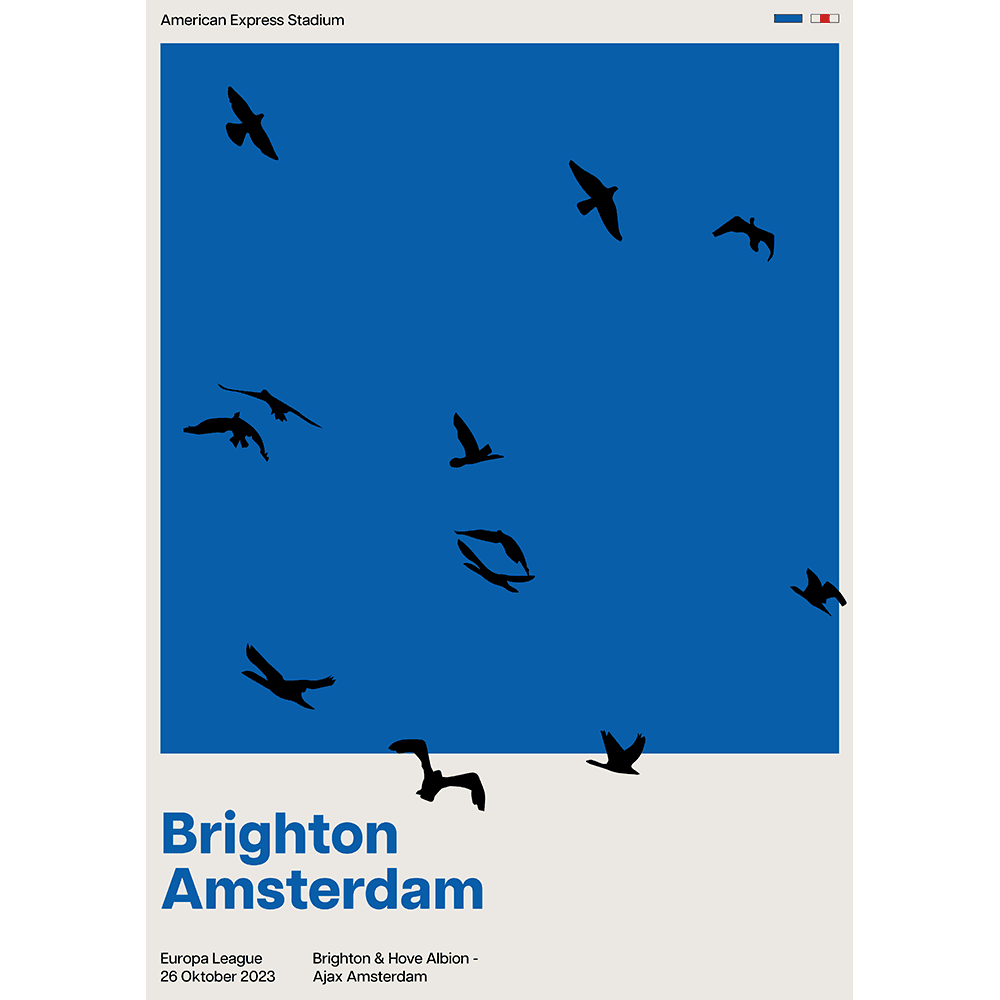 American Express Stadium
Brighton
Amsterdam
Europa League
26 Oktober 2023
Brighton & Hove Albion -
Ajax Amsterdam